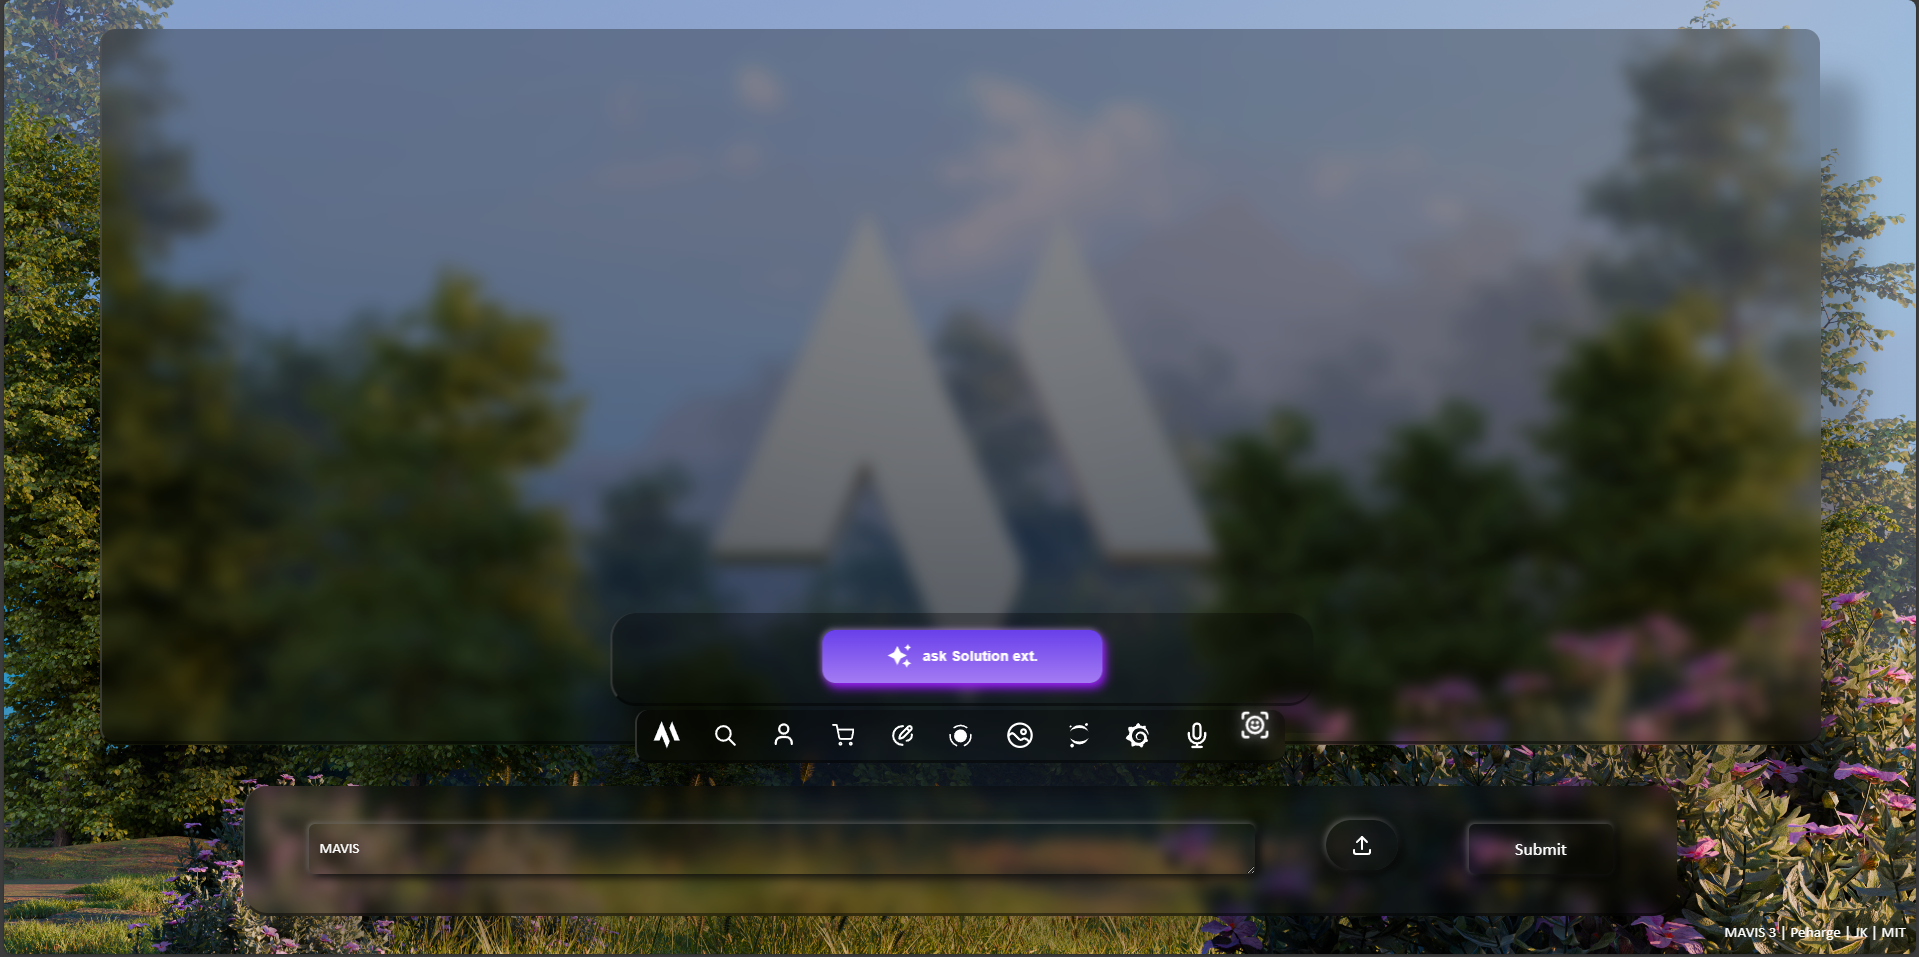 ask Solution ext.
MAVIS
Submit
MAVIS 3 | Peharge | JK | MIT